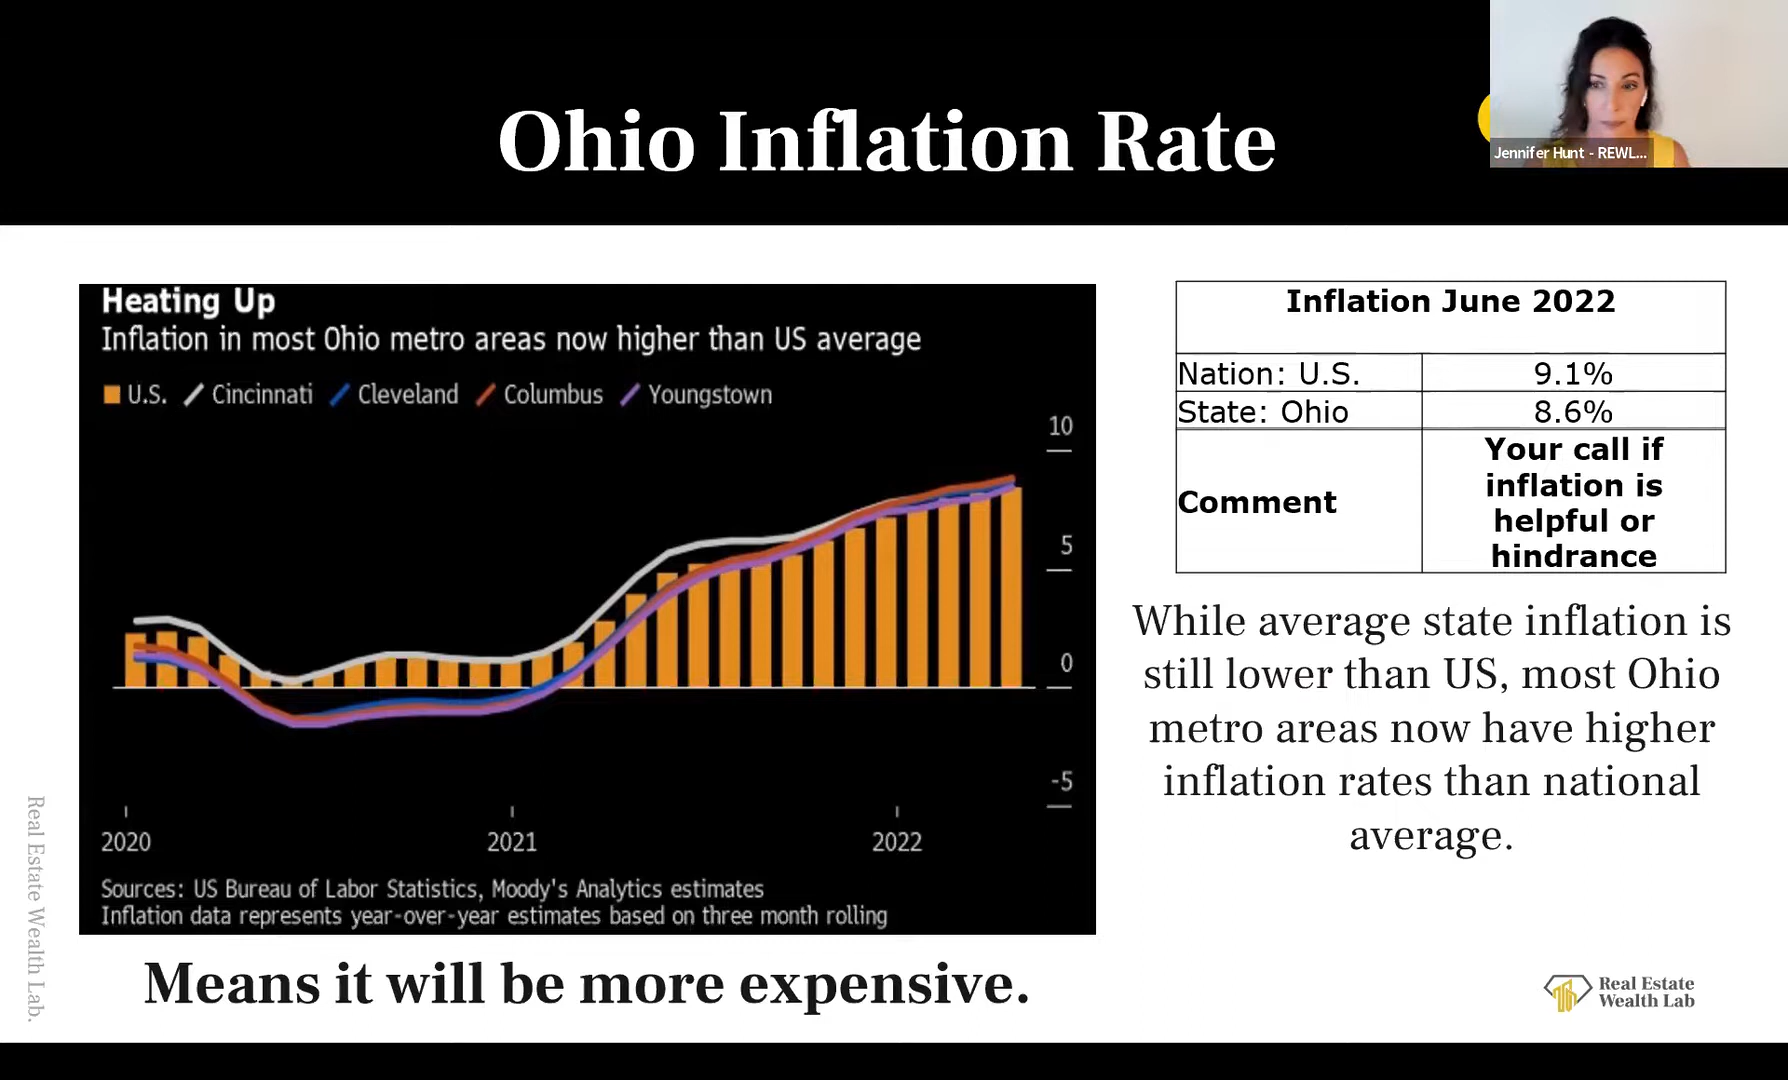 Ohio Inflation Rate
Jennifer Hunt - REWL...
Heating Up
Inflation in most Ohio metro areas now higher than US average
U.S. Cincinnati Cleveland Columbus Youngstown
10
5
0
-5
2020 2021 2022
Sources: US Bureau of Labor Statistics, Moody's Analytics estimates
Inflation data represents year-over-year estimates based on three month rolling
Means it will be more expensive.
Inflation June 2022
Nation: U.S. 9.1%
State: Ohio 8.6%
Comment
Your call if
inflation is
helpful or
hindrance
While average state inflation is
still lower than US, most Ohio
metro areas now have higher
inflation rates than national
average.
Real Estate Wealth Lab.
Real Estate
Wealth Lab